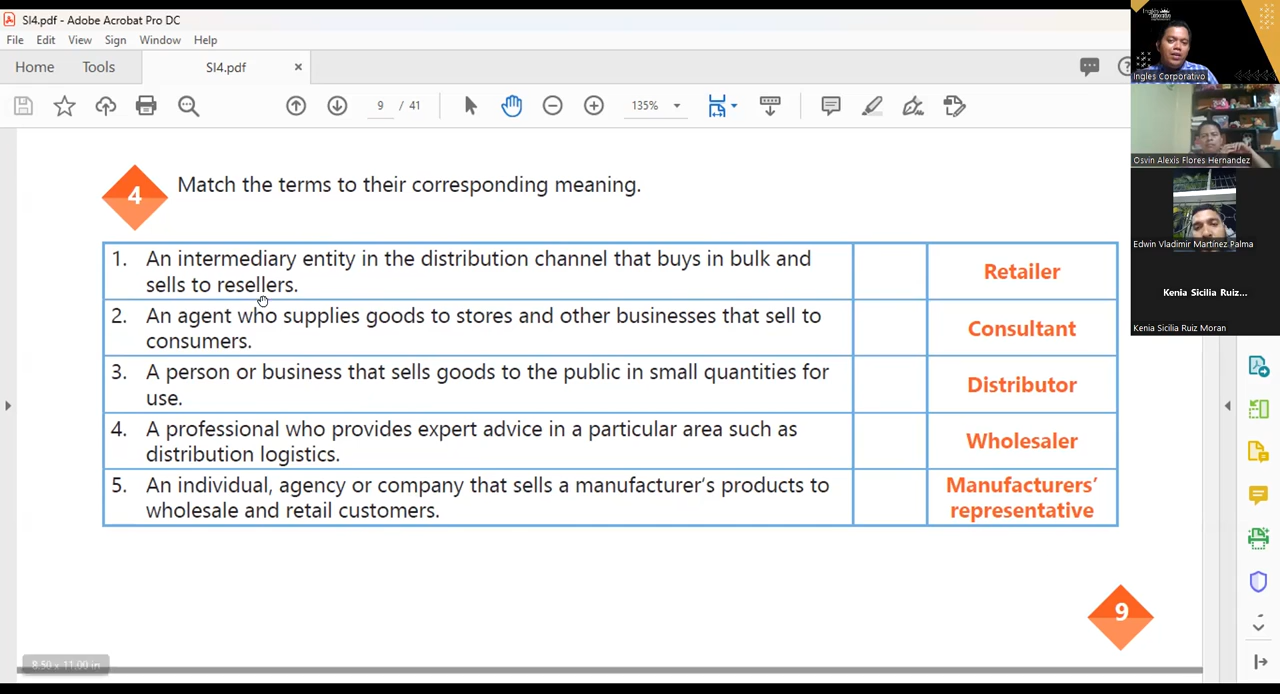 SI4.pdf - Adobe Acrobat Pro DC
File Edit View Sign Window Help
Home Tools SI4.pdf ×
9 / 41 135%
4 Match the terms to their corresponding meaning.
1. An intermediary entity in the distribution channel that buys in bulk and
sells to resellers.
Retailer
2. An agent who supplies goods to stores and other businesses that sell to
consumers.
Consultant
3. A person or business that sells goods to the public in small quantities for
use.
Distributor
4. A professional who provides expert advice in a particular area such as
distribution logistics.
Wholesaler
5. An individual, agency or company that sells a manufacturer's products to
wholesale and retail customers.
Manufacturers'
representative
9
8.50 x 11.00 in
Ingles Corporativo
Osvin Alexis Flores Hernandez
Edwin Vladimir Martínez Palma
Kenia Sicilia Ruiz...
Kenia Sicilia Ruiz Moran